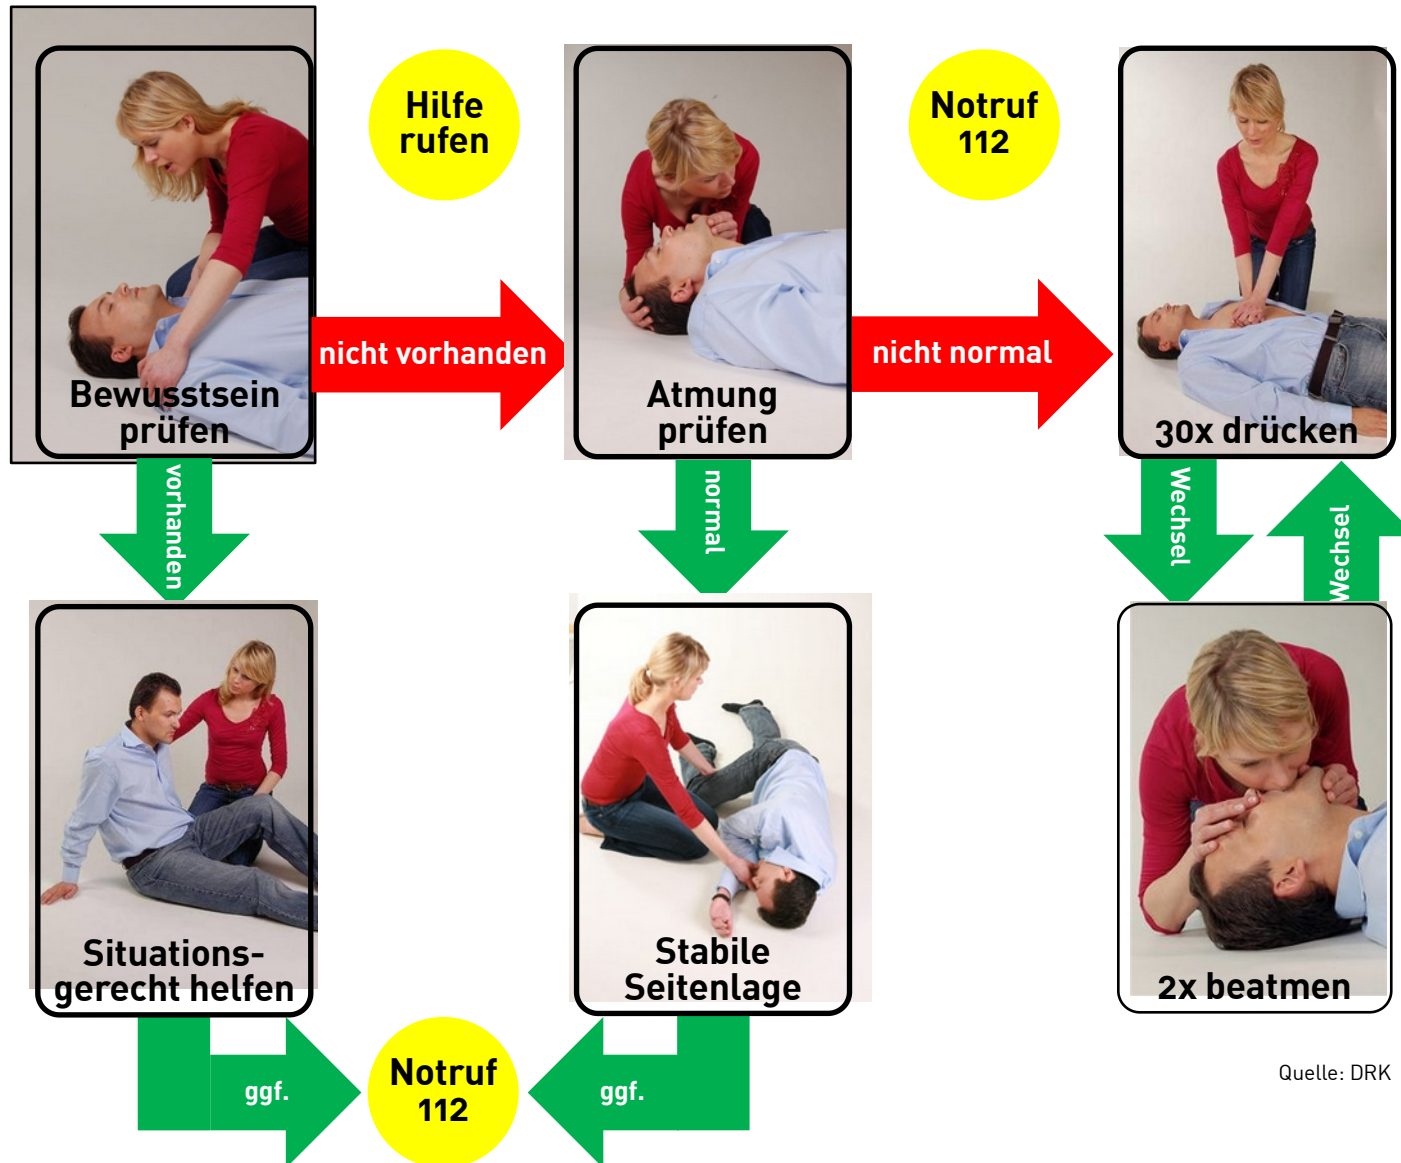 Hilfe
rufen
Notruf
112
Bewusstsein
prüfen
nicht vorhanden
Atmung
prüfen
nicht normal
30x drücken
vorhanden
normal
Wechsel
Wechsel
Situations-
gerecht helfen
Stabile
Seitenlage
2x beatmen
ggf.
Notruf
112
ggf.
Quelle: DRK